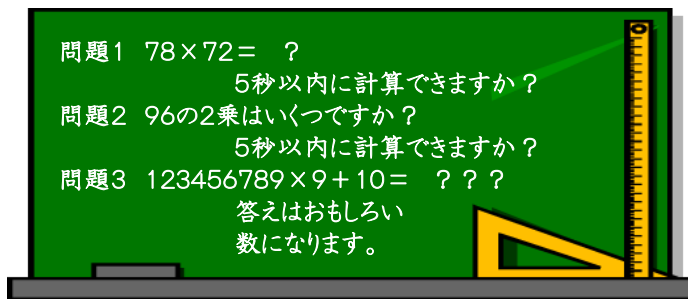 問題1 78×72= ?
5秒以内に計算できますか?
問題2 96の2乗はいくつですか?
5秒以内に計算できますか?
問題3 123456789×9+10= ???
答えはおもしろい
数になります。